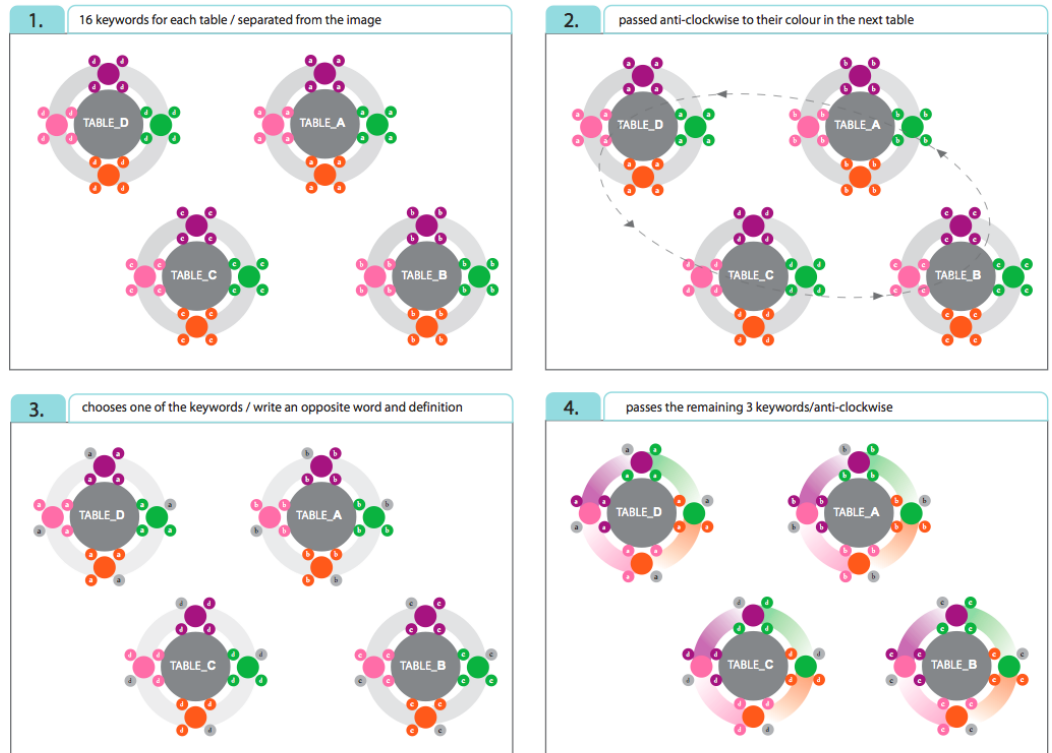 1. 16 keywords for each table / separated from the image
TABLE_D
TABLE_A
TABLE_C
TABLE_B
2. passed anti-clockwise to their colour in the next table
TABLE_D
TABLE_A
TABLE_C
TABLE_B
3. chooses one of the keywords / write an opposite word and definition
TABLE_D
TABLE_A
TABLE_C
TABLE_B
4. passes the remaining 3 keywords/anti-clockwise
TABLE_D
TABLE_A
TABLE_C
TABLE_B